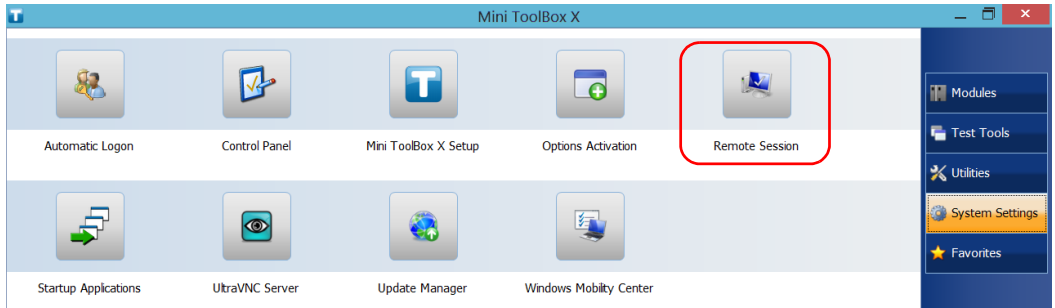 Mini ToolBox X
Automatic Logon
Control Panel
Mini ToolBox X Setup
Options Activation
Remote Session
Startup Applications
UltraVNC Server
Update Manager
Windows Mobility Center
Modules
Test Tools
Utilities
System Settings
Favorites